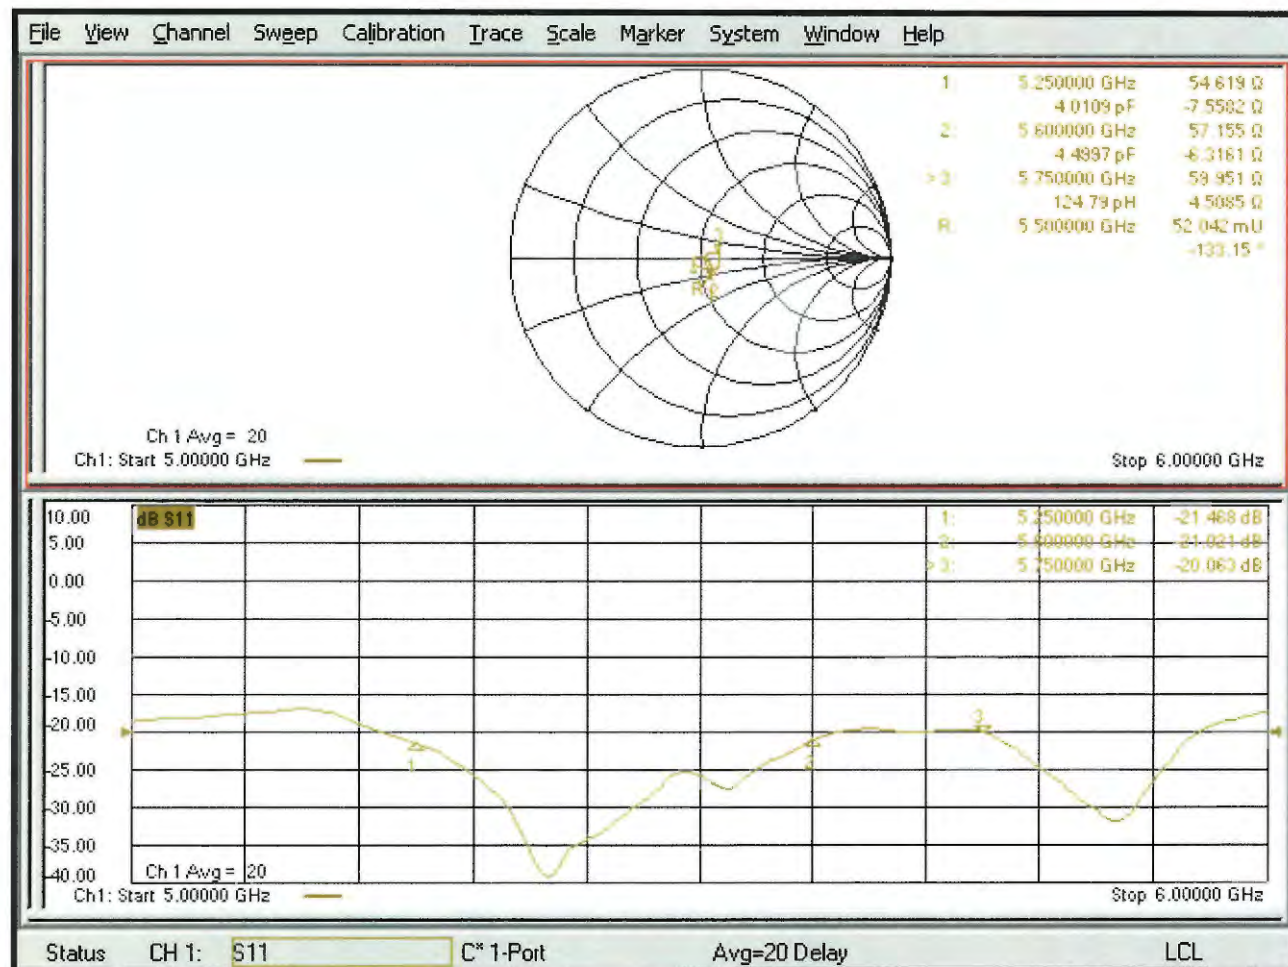 File View Channel Sweep Calibration Trace Scale Marker System Window Help
1: 5.250000 GHz 54.619 Ω
4.0109 pF -7.5582 Ω
2: 5.600000 GHz 57.155 Ω
4.4997 pF -6.3161 Ω
> 3: 5.750000 GHz 59.951 Ω
124.79 pH 4.5085 Ω
R: 5.500000 GHz 52.042 mU
-133.15 °
3
R 2
Ch 1 Avg = 20
Ch1: Start 5.00000 GHz Stop 6.00000 GHz
10.00 dB S11
1: 5.250000 GHz -21.468 dB
5.00
2: 5.600000 GHz -21.021 dB
> 3: 5.750000 GHz -20.063 dB
0.00
-5.00
-10.00
-15.00
-20.00
3
1
2
-25.00
-30.00
-35.00
-40.00
Ch 1 Avg = 20
Ch1: Start 5.00000 GHz Stop 6.00000 GHz
Status CH 1: S11 C* 1-Port Avg=20 Delay LCL